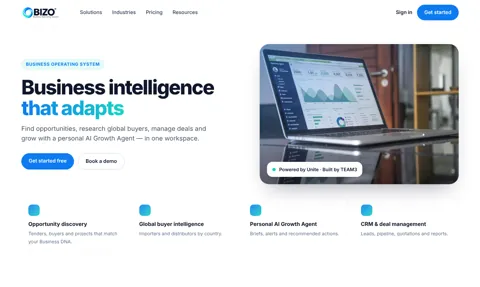 BIZO
Solutions
Industries
Pricing
Resources
Sign in
Get started
BUSINESS OPERATING SYSTEM
Business intelligence
that adapts
Find opportunities, research global buyers, manage deals and
grow with a personal AI Growth Agent — in one workspace.
Get started free
Book a demo
Powered by Unite · Built by TEAM3
Opportunity discovery
Tenders, buyers and projects that match
your Business DNA.
Global buyer intelligence
Importers and distributors by country.
Personal AI Growth Agent
Briefs, alerts and recommended actions.
CRM & deal management
Leads, pipeline, quotations and reports.